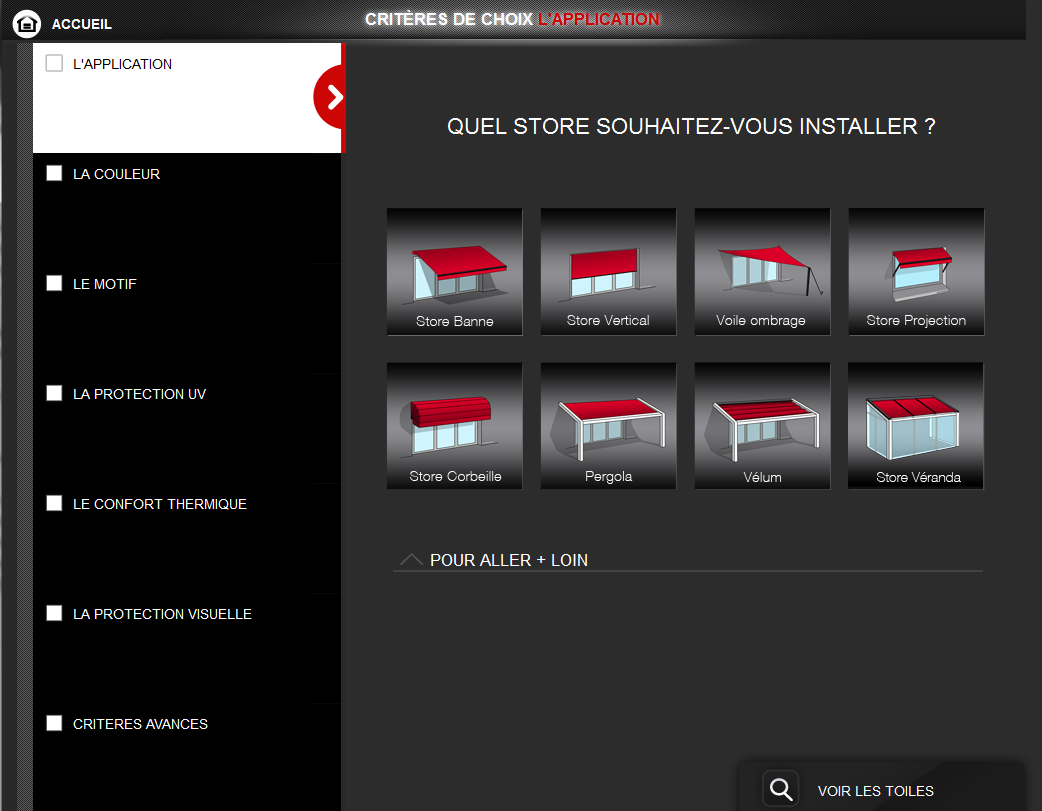 ACCUEIL
CRITÈRES DE CHOIX L'APPLICATION
L'APPLICATION
LA COULEUR
LE MOTIF
LA PROTECTION UV
LE CONFORT THERMIQUE
LA PROTECTION VISUELLE
CRITERES AVANCES
QUEL STORE SOUHAITEZ-VOUS INSTALLER ?
Store Banne
Store Vertical
Voile ombrage
Store Projection
Store Corbeille
Pergola
Vélum
Store Véranda
POUR ALLER + LOIN
VOIR LES TOILES